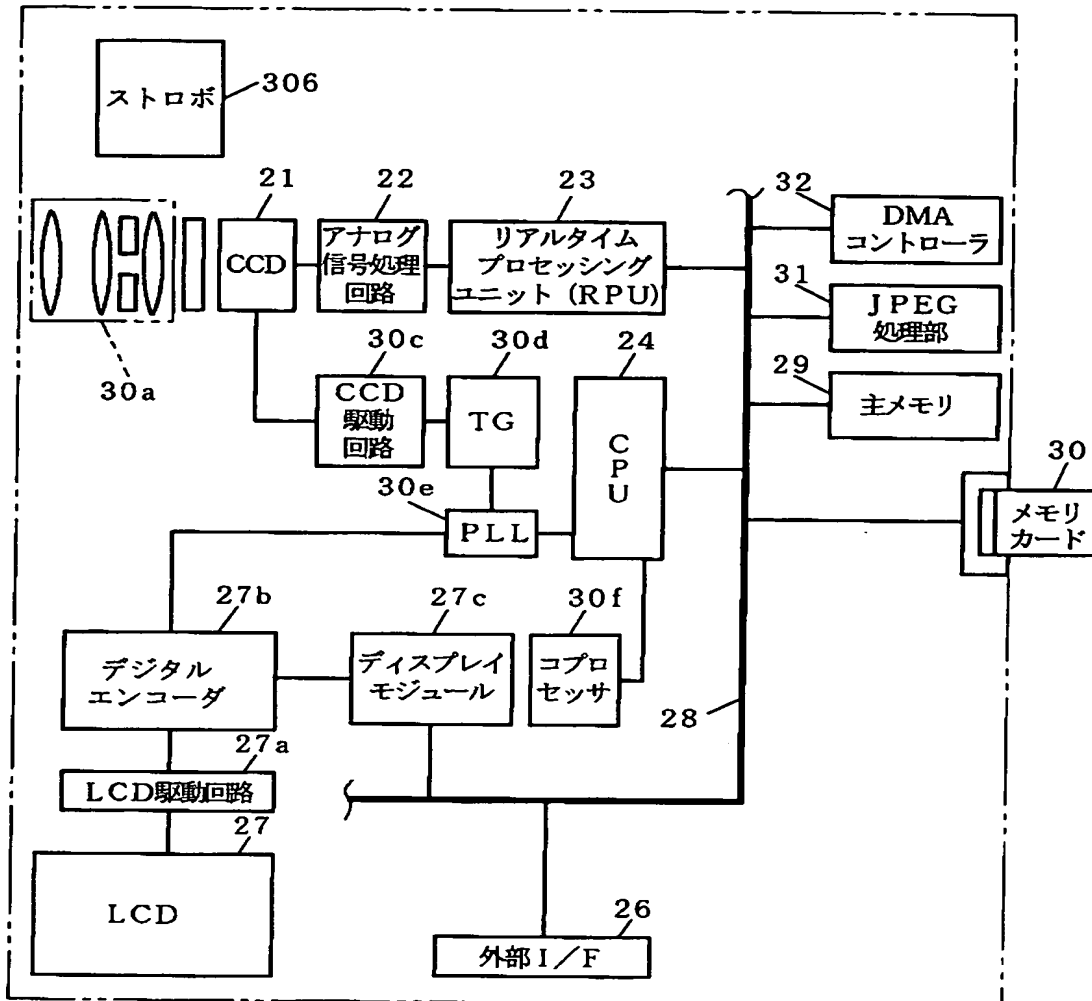 ストロボ
306
21
22
23
32
CCD
アナログ
信号処理
回路
リアルタイム
プロセッシング
ユニット (RPU)
DMA
コントローラ
31
JPEG
処理部
30a
30c
30d
24
29
CCD
駆動
回路
TG
CPU
主メモリ
30
メモリ
カード
30e
PLL
27b
27c
30f
デジタル
エンコーダ
ディスプレイ
モジュール
コプロ
セッサ
28
27a
LCD駆動回路
27
LCD
26
外部I/F